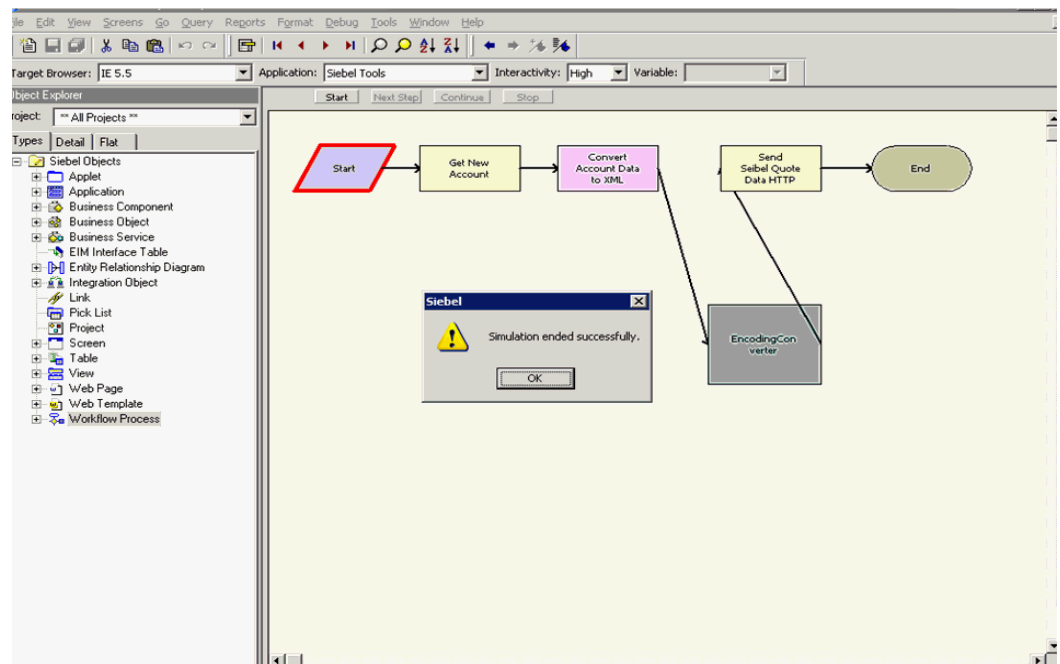 ile Edit View Screens Go Query Reports Format Debug Tools Window Help
Target Browser: IE 5.5 Application: Siebel Tools Interactivity: High Variable:
Object Explorer
Start Next Step Continue Stop
roject: ** All Projects **
Types Detail Flat
Siebel Objects
Applet
Application
Business Component
Business Object
Business Service
EIM Interface Table
Entity Relationship Diagram
Integration Object
Link
Pick List
Project
Screen
Table
View
Web Page
Web Template
Workflow Process
Start
Get New
Account
Convert
Account Data
to XML
Send
Seibel Quote
Data HTTP
End
EncodingCon
verter
Siebel
Simulation ended successfully.
OK